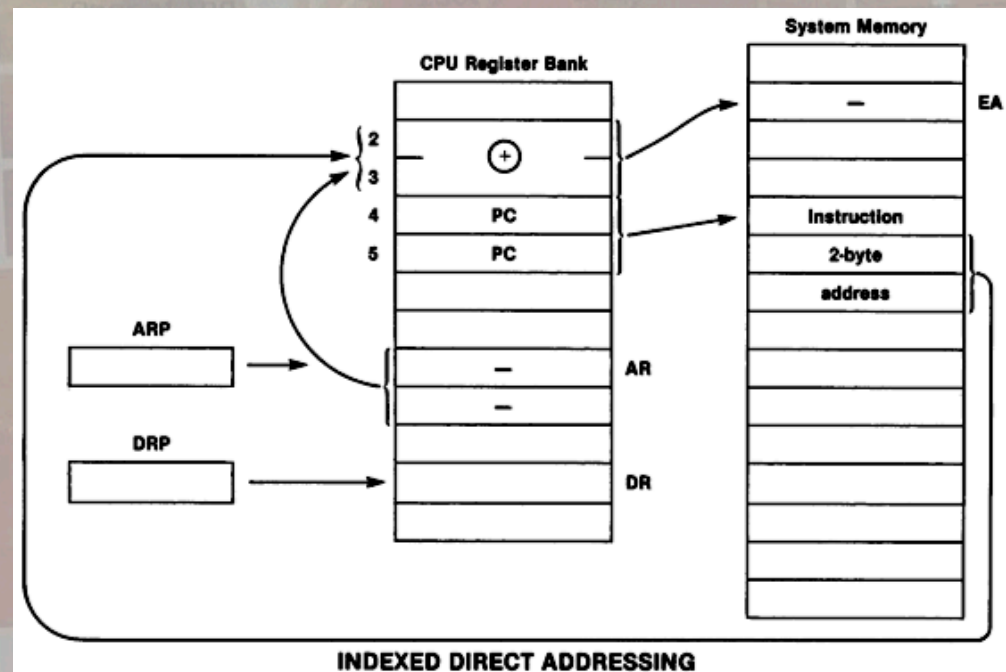 System Memory
CPU Register Bank
— EA
2
+
3
4 PC Instruction
5 PC 2-byte
address
ARP
— AR
—
DRP
DR
INDEXED DIRECT ADDRESSING